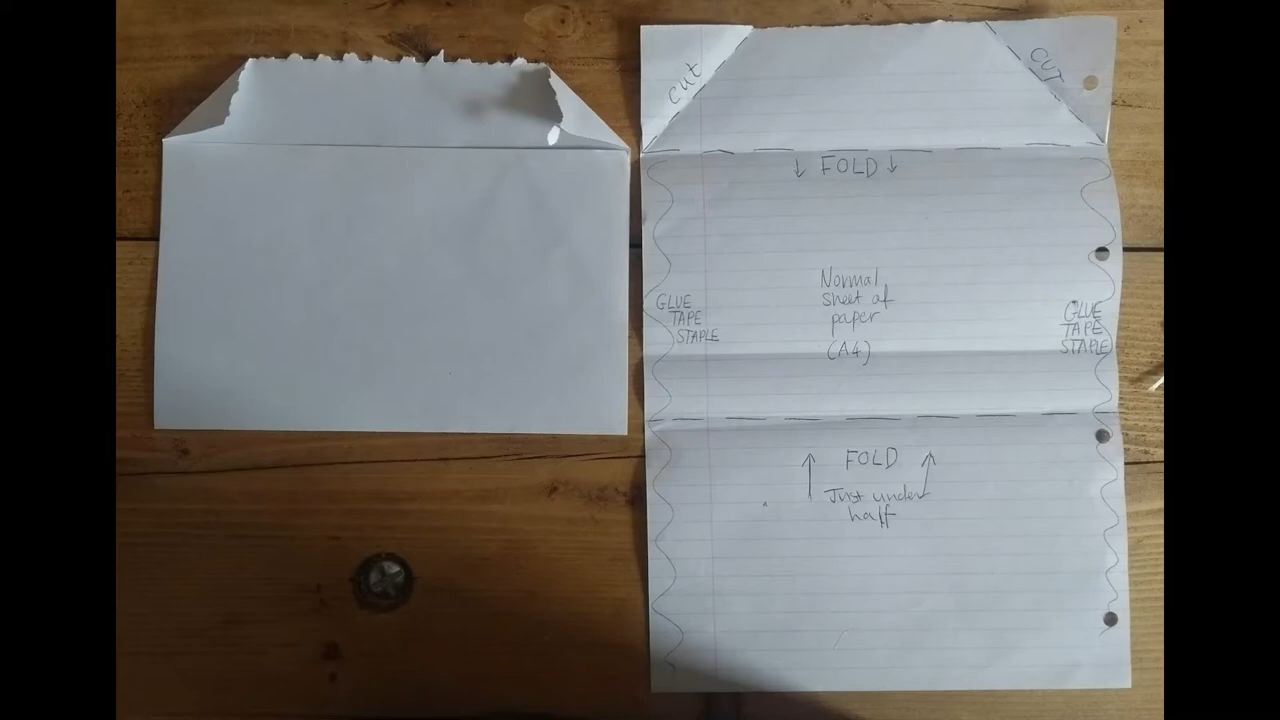 CUT
CUT
↓ FOLD ↓
Normal
sheet of
paper
(A4)
GLUE
TAPE
STAPLE
GLUE
TAPE
STAPLE
↑ FOLD ↑
Just under
half